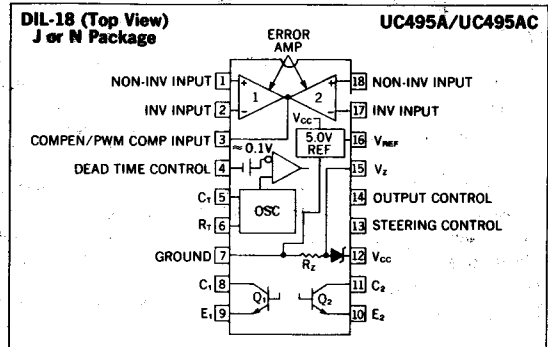 DIL-18 (Top View)
J or N Package
UC495A/UC495AC
ERROR
AMP
NON-INV INPUT 1
INV INPUT 2
COMPEN/PWM COMP INPUT 3
DEAD TIME CONTROL 4
CT 5
RT 6
GROUND 7
C1 8
E1 9
18 NON-INV INPUT
17 INV INPUT
16 VREF
15 VZ
14 OUTPUT CONTROL
13 STEERING CONTROL
12 VCC
11 C2
10 E2
+
−
1
2
+
−
VCC
5.0V
REF
≈ 0.1V
OSC
RZ
Q1
Q2